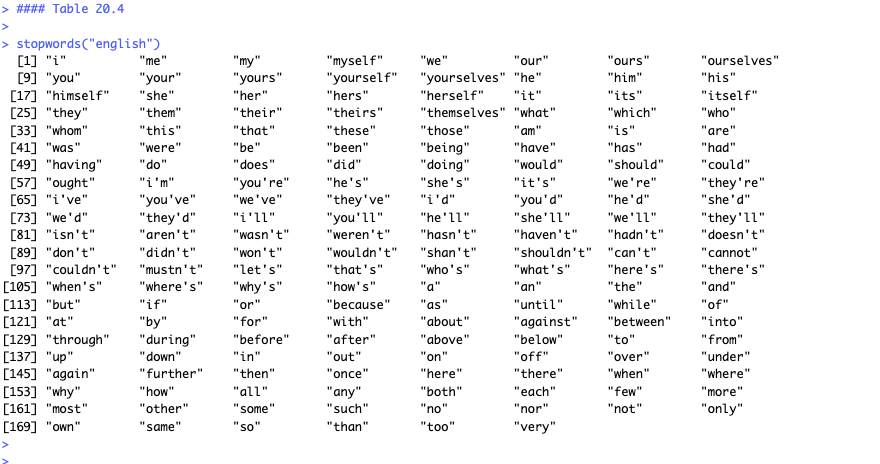 > #### Table 20.4
>
> stopwords("english")
[1] "i" "me" "my" "myself" "we" "our" "ours" "ourselves"
[9] "you" "your" "yours" "yourself" "yourselves" "he" "him" "his"
[17] "himself" "she" "her" "hers" "herself" "it" "its" "itself"
[25] "they" "them" "their" "theirs" "themselves" "what" "which" "who"
[33] "whom" "this" "that" "these" "those" "am" "is" "are"
[41] "was" "were" "be" "been" "being" "have" "has" "had"
[49] "having" "do" "does" "did" "doing" "would" "should" "could"
[57] "ought" "i'm" "you're" "he's" "she's" "it's" "we're" "they're"
[65] "i've" "you've" "we've" "they've" "i'd" "you'd" "he'd" "she'd"
[73] "we'd" "they'd" "i'll" "you'll" "he'll" "she'll" "we'll" "they'll"
[81] "isn't" "aren't" "wasn't" "weren't" "hasn't" "haven't" "hadn't" "doesn't"
[89] "don't" "didn't" "won't" "wouldn't" "shan't" "shouldn't" "can't" "cannot"
[97] "couldn't" "mustn't" "let's" "that's" "who's" "what's" "here's" "there's"
[105] "when's" "where's" "why's" "how's" "a" "an" "the" "and"
[113] "but" "if" "or" "because" "as" "until" "while" "of"
[121] "at" "by" "for" "with" "about" "against" "between" "into"
[129] "through" "during" "before" "after" "above" "below" "to" "from"
[137] "up" "down" "in" "out" "on" "off" "over" "under"
[145] "again" "further" "then" "once" "here" "there" "when" "where"
[153] "why" "how" "all" "any" "both" "each" "few" "more"
[161] "most" "other" "some" "such" "no" "nor" "not" "only"
[169] "own" "same" "so" "than" "too" "very"
>
>